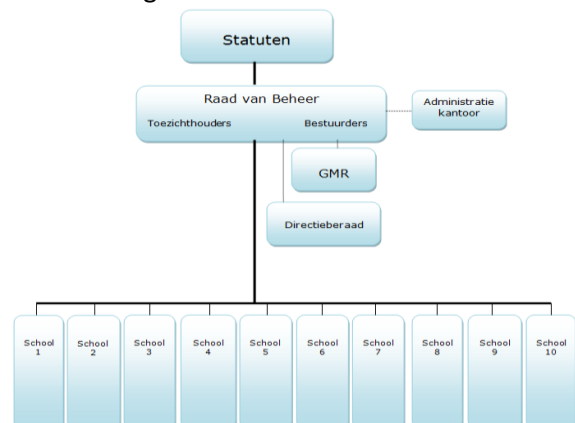 Statuten
Raad van Beheer
Toezichthouders
Bestuurders
Administratie
kantoor
GMR
Directieberaad
School
1
School
2
School
3
School
4
School
5
School
6
School
7
School
8
School
9
School
10